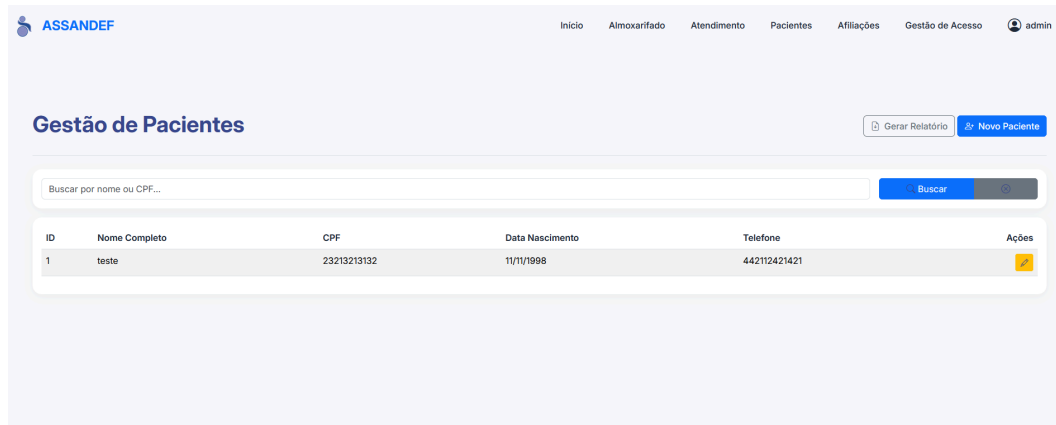 ASSANDEF Início Almoxarifado Atendimento Pacientes Afiliações Gestão de Acesso admin
Gestão de Pacientes Gerar Relatório Novo Paciente
Buscar por nome ou CPF... Buscar
ID Nome Completo CPF Data Nascimento Telefone Ações
1 teste 23213213132 11/11/1998 442112421421